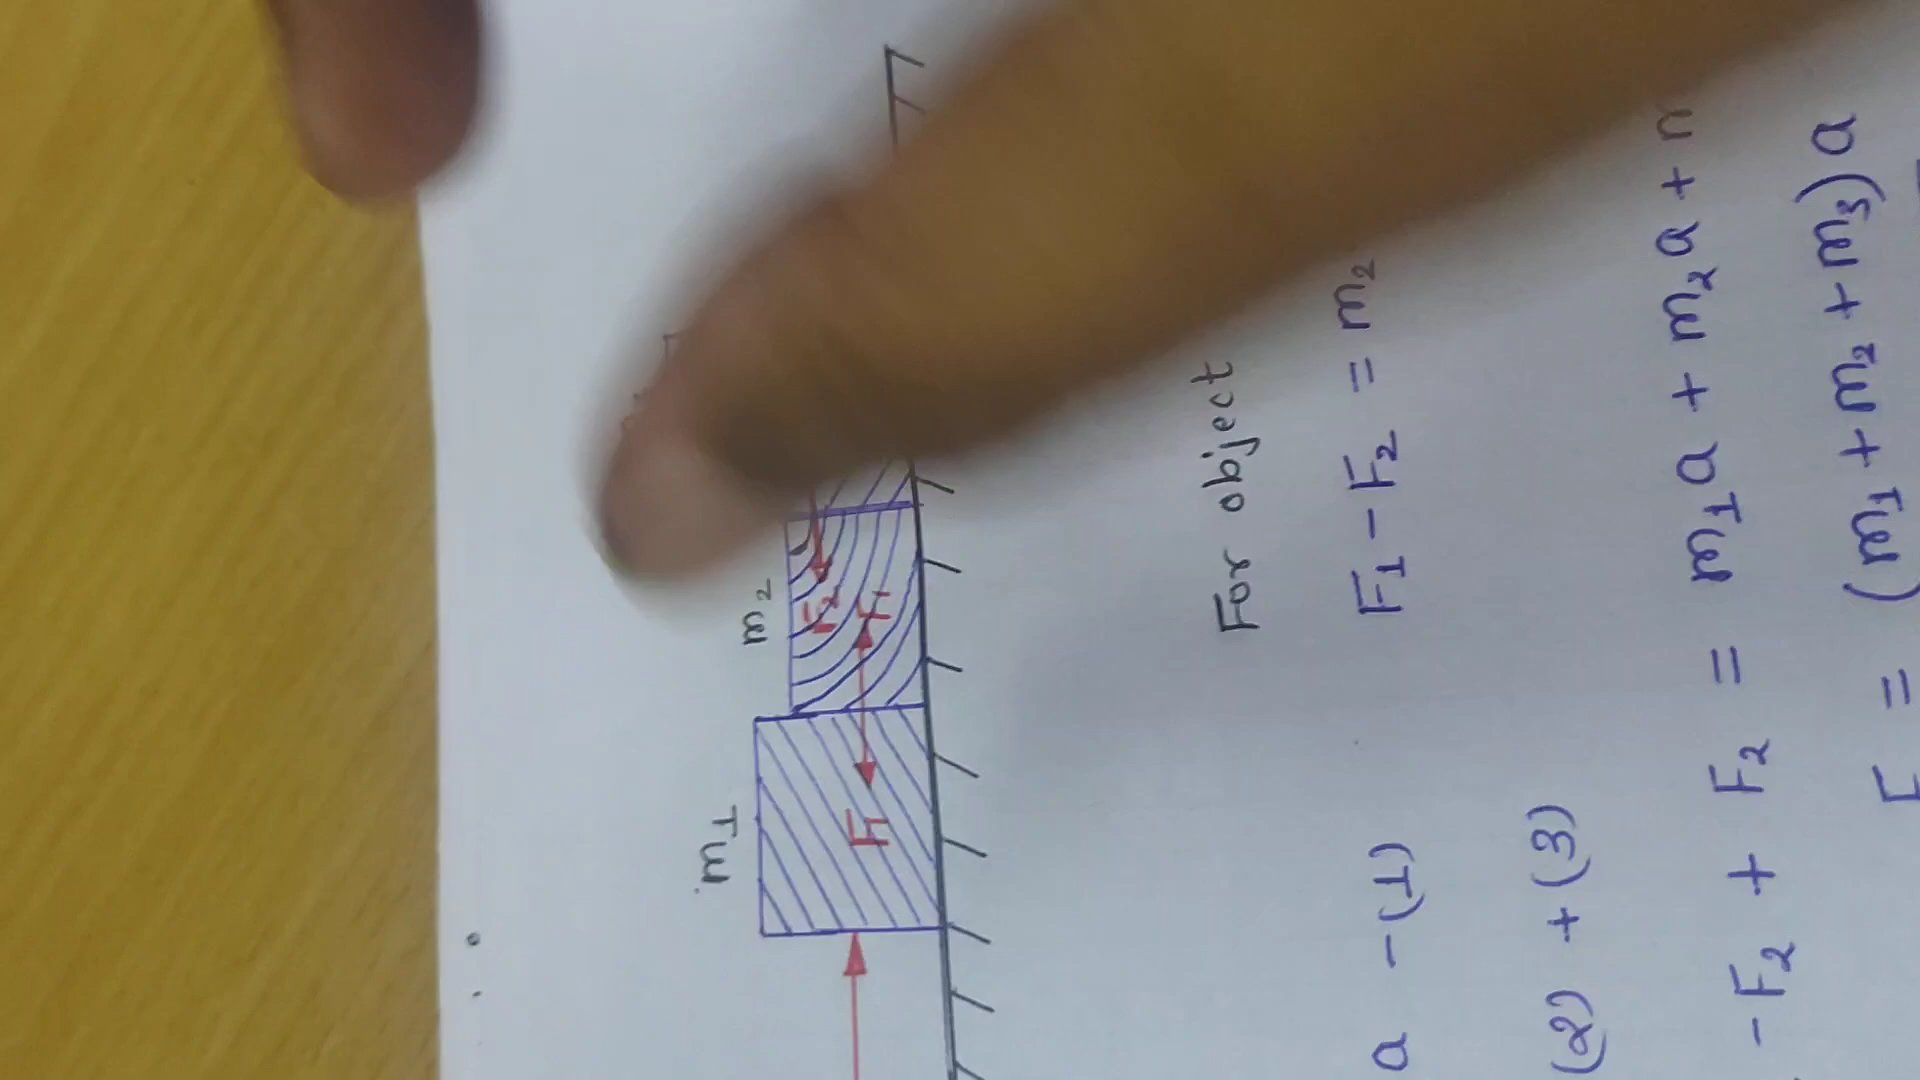 m₁ m₂
F₁ F₁ F₂
For object
a -(1) F₁ - F₂ = m₂
(2) + (3)
- F₂ + F₂ = m₁a + m₂a +
F = (m₁ + m₂ + m₃)a